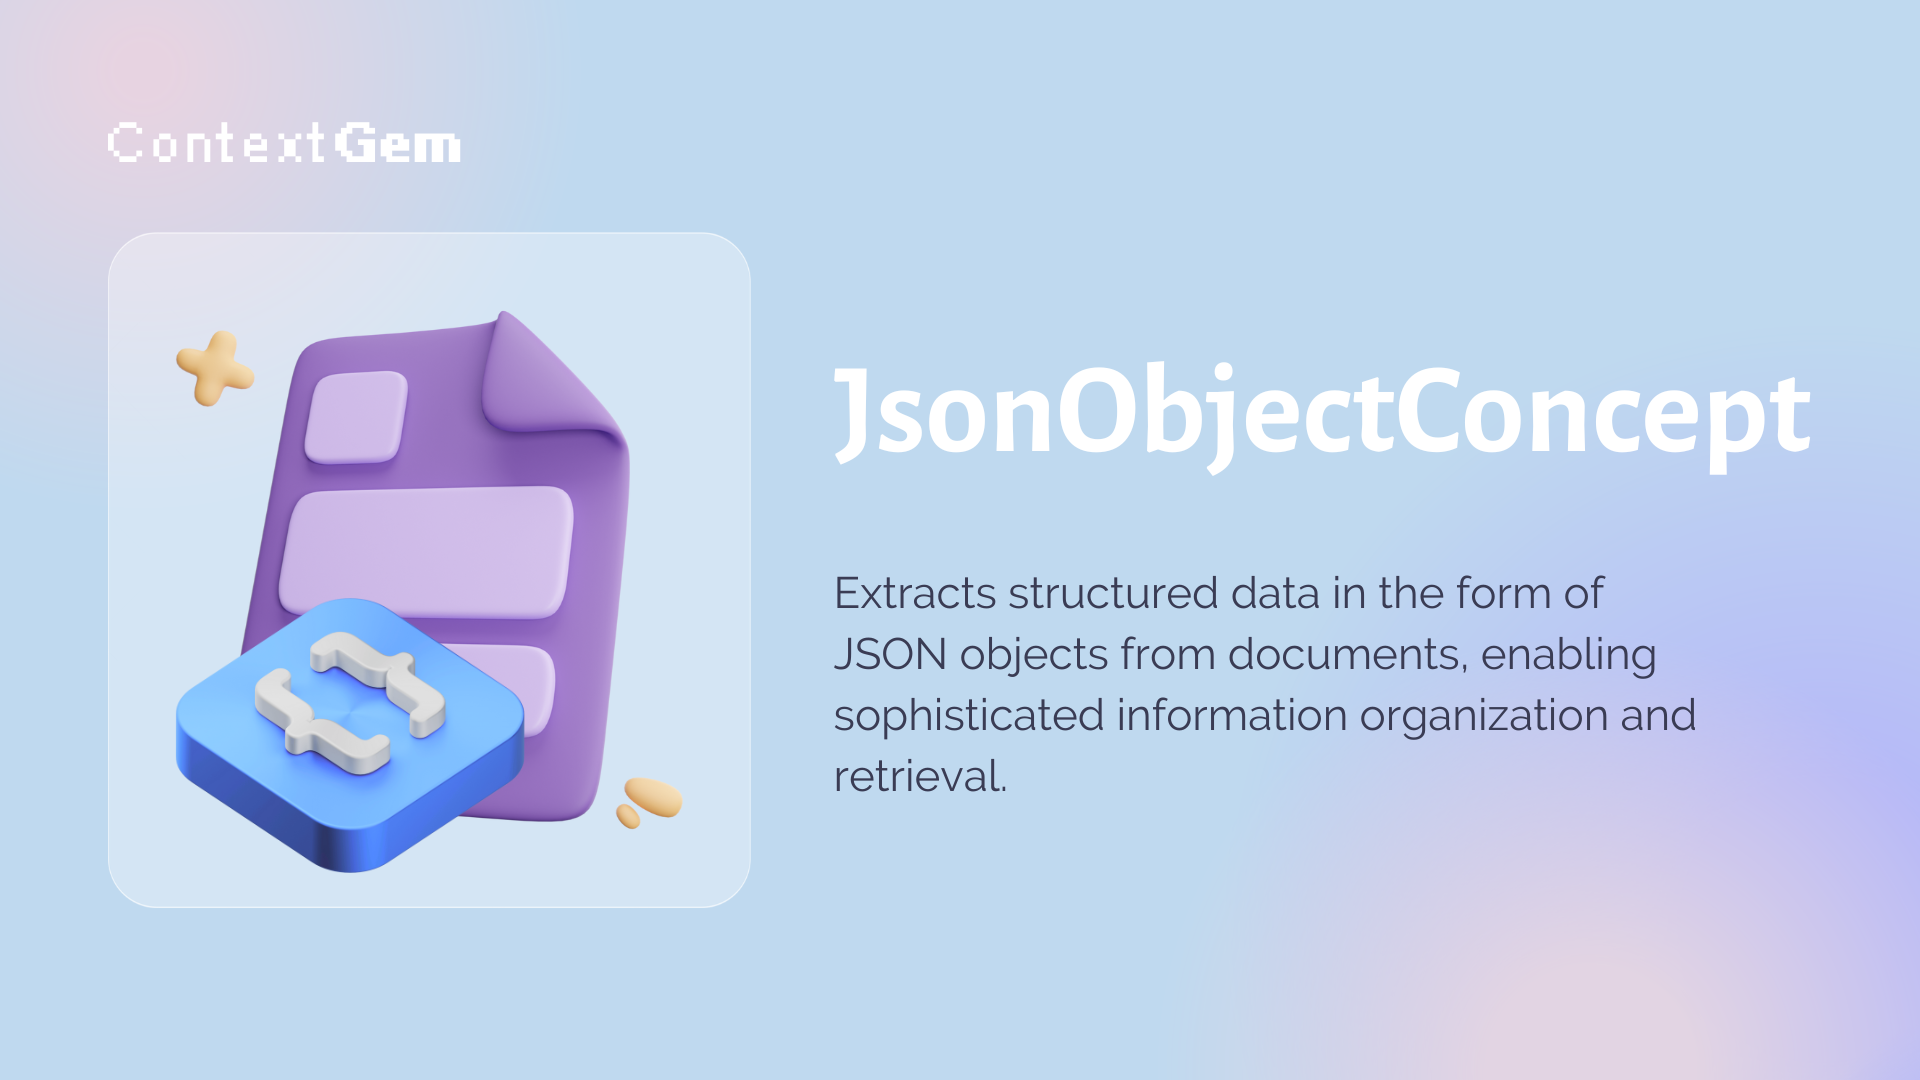 ContextGem
JsonObjectConcept
Extracts structured data in the form of
JSON objects from documents, enabling
sophisticated information organization and
retrieval.